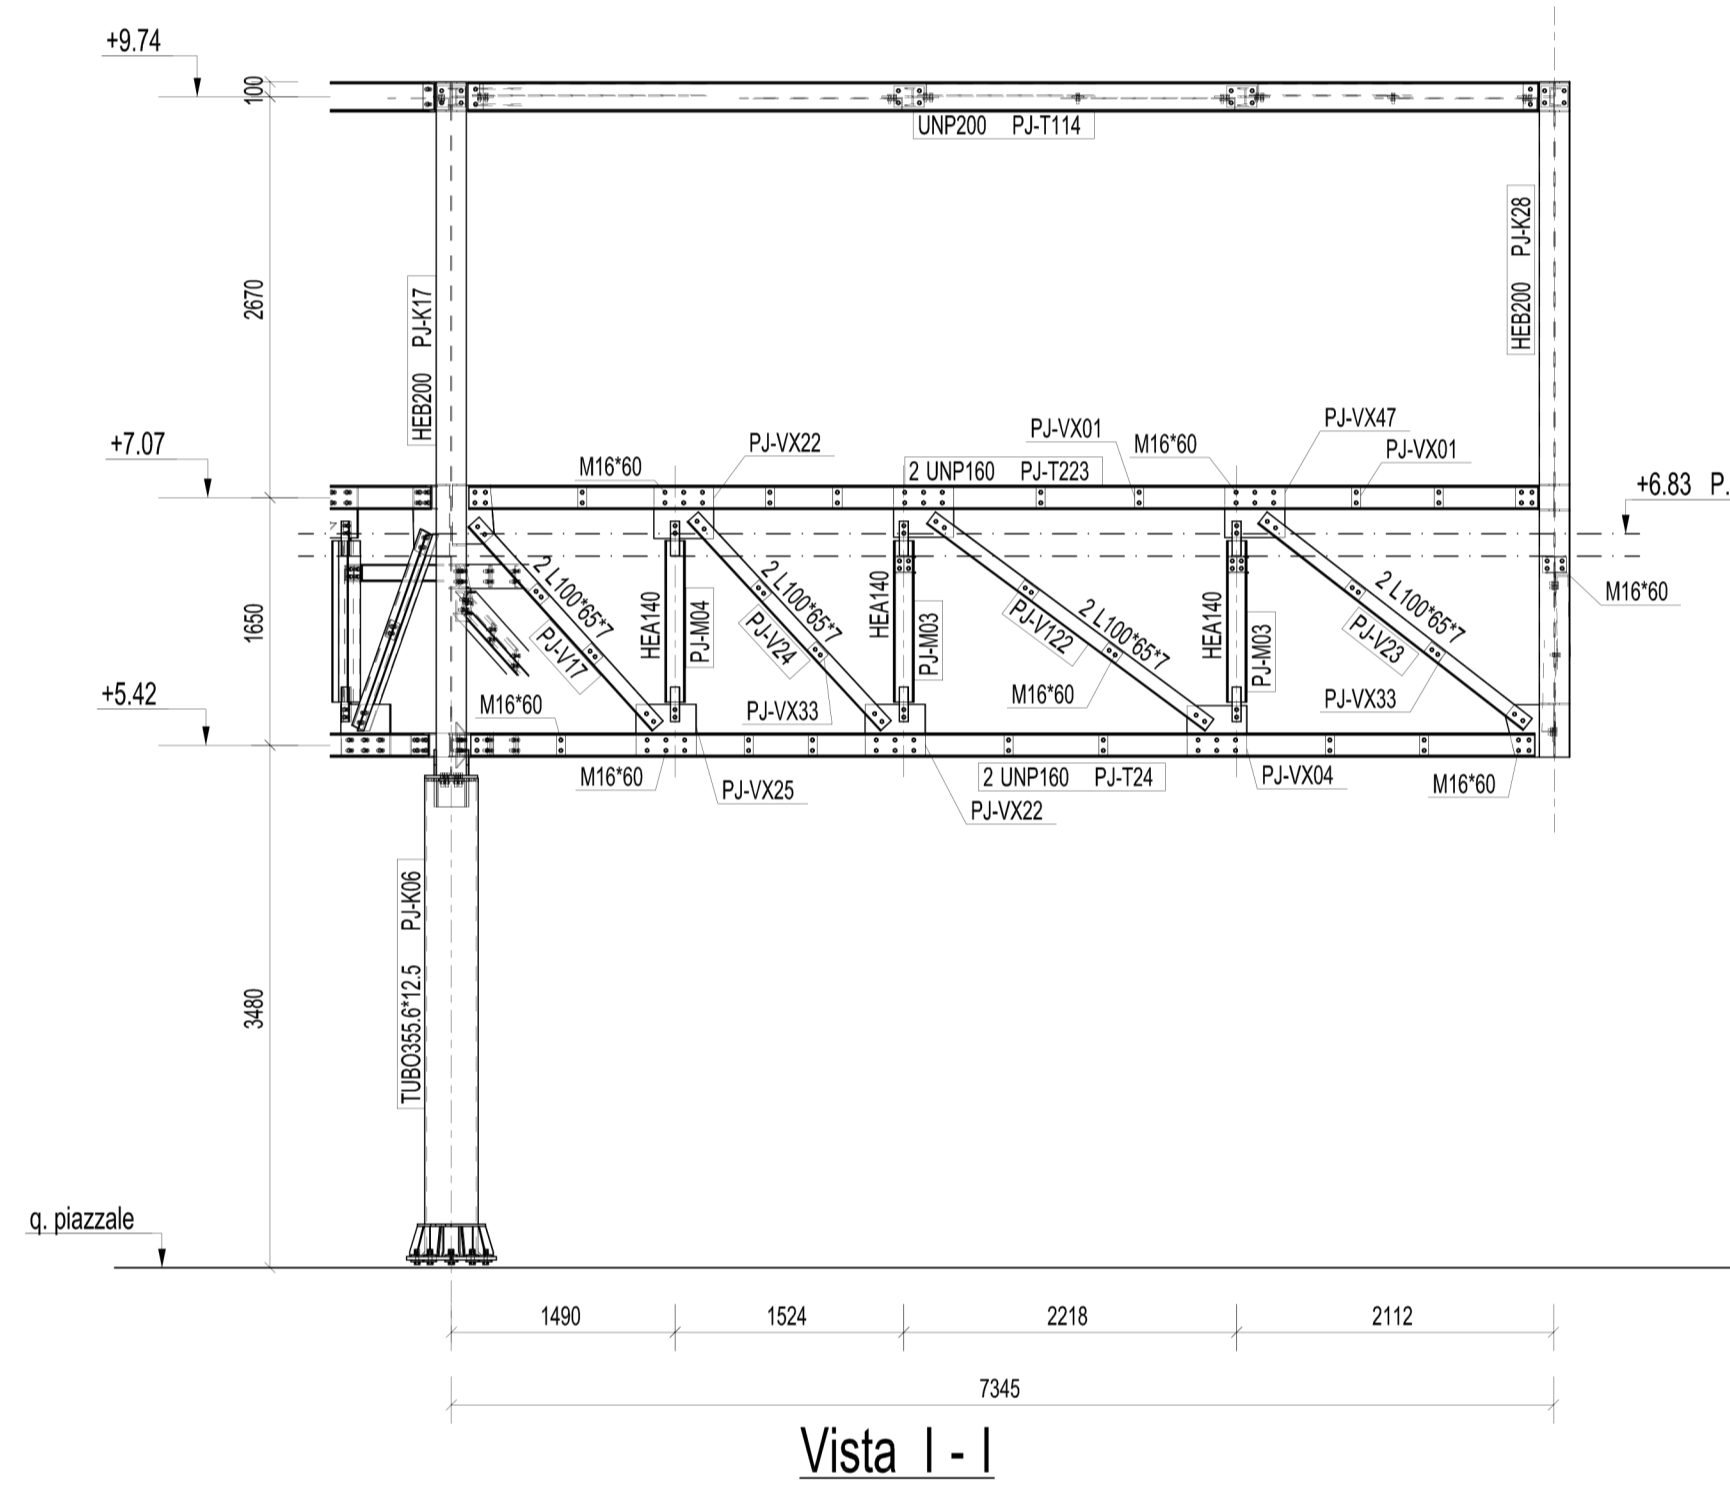 +9.74
100
UNP200 PJ-T114
HEB200 PJ-K28
2670
HEB200 PJ-K17
+7.07
M16*60
PJ-VX22
2 UNP160 PJ-T223
PJ-VX01
M16*60
PJ-VX47
PJ-VX01
+6.83 P.
1650
2 L100*65*7
PJ-V17
HEA140
PJ-M04
2 L100*65*7
PJ-V24
PJ-VX33
HEA140
PJ-M03
2 L100*65*7
PJ-V122
M16*60
HEA140
PJ-M03
2 L100*65*7
PJ-V23
PJ-VX33
M16*60
+5.42
M16*60
M16*60
PJ-VX25
2 UNP160 PJ-T24
PJ-VX22
PJ-VX04
M16*60
3480
TUBO355.6*12.5 PJ-K06
q. piazzale
1490
1524
2218
2112
7345
Vista I - I